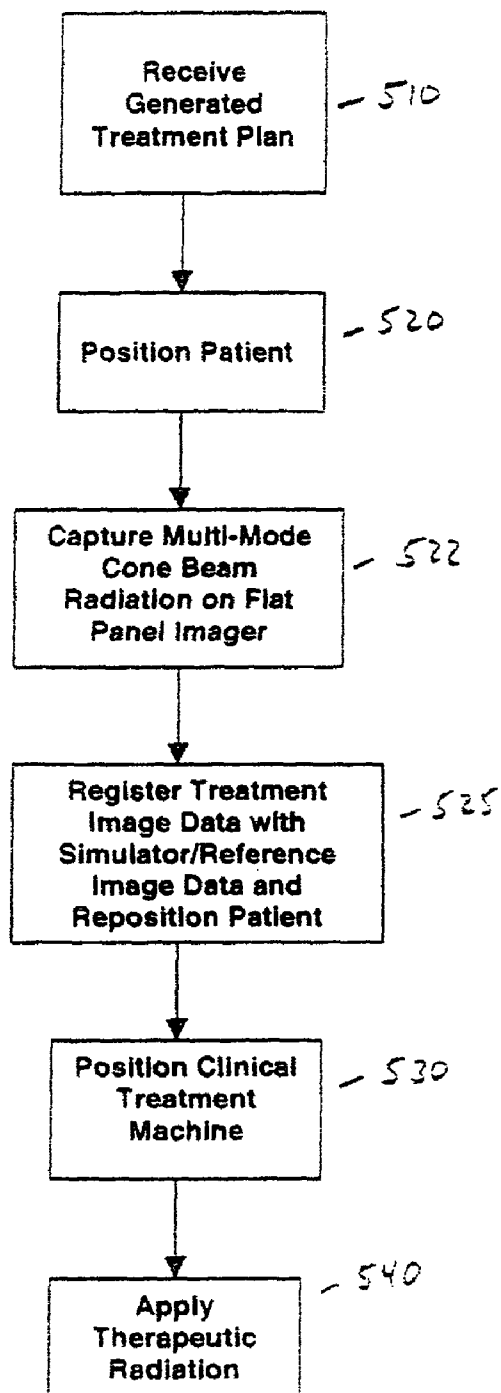 Receive
Generated
Treatment Plan
510
Position Patient
520
Capture Multi-Mode
Cone Beam
Radiation on Flat
Panel Imager
522
Register Treatment
Image Data with
Simulator/Reference
Image Data and
Reposition Patient
525
Position Clinical
Treatment
Machine
530
Apply
Therapeutic
Radiation
540